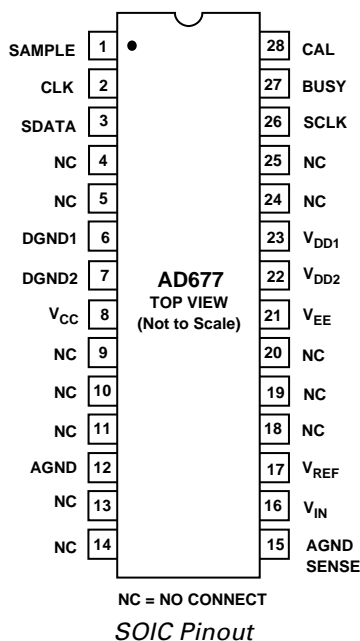 SAMPLE 1 28 CAL
CLK 2 27 BUSY
SDATA 3 26 SCLK
NC 4 25 NC
NC 5 24 NC
DGND1 6 23 VDD1
DGND2 7 22 VDD2
VCC 8 21 VEE
NC 9 20 NC
NC 10 19 NC
NC 11 18 NC
AGND 12 17 VREF
NC 13 16 VIN
NC 14 15 AGND
SENSE
AD677
TOP VIEW
(Not to Scale)
NC = NO CONNECT
SOIC Pinout